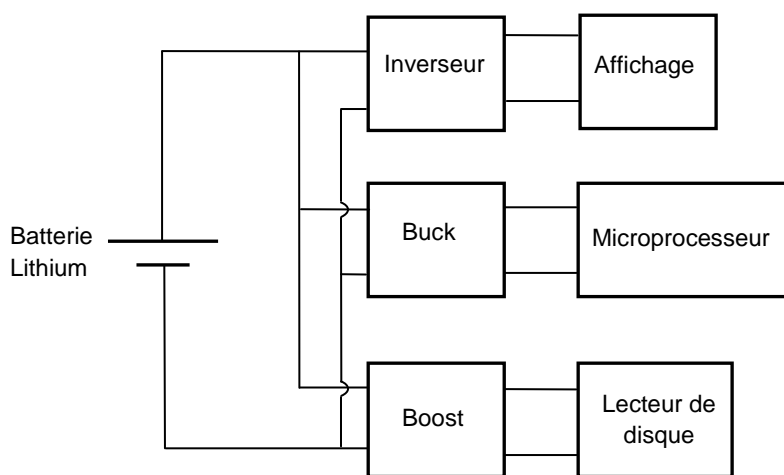 Inverseur
Affichage
Batterie
Lithium
Buck
Microprocesseur
Boost
Lecteur de
disque